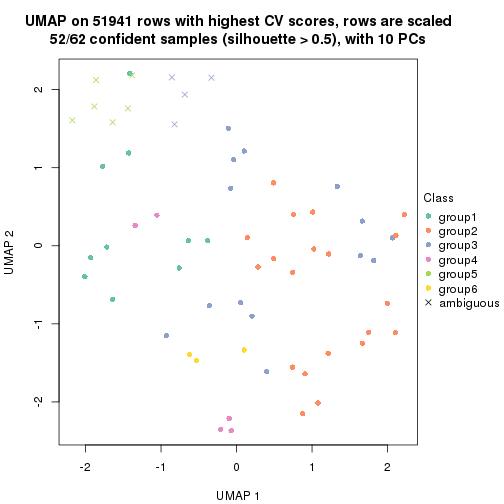 UMAP on 51941 rows with highest CV scores, rows are scaled
52/62 confident samples (silhouette > 0.5), with 10 PCs
2
1
0
-1
-2
UMAP 2
-2
-1
0
1
2
UMAP 1
Class
group1
group2
group3
group4
group5
group6
ambiguous